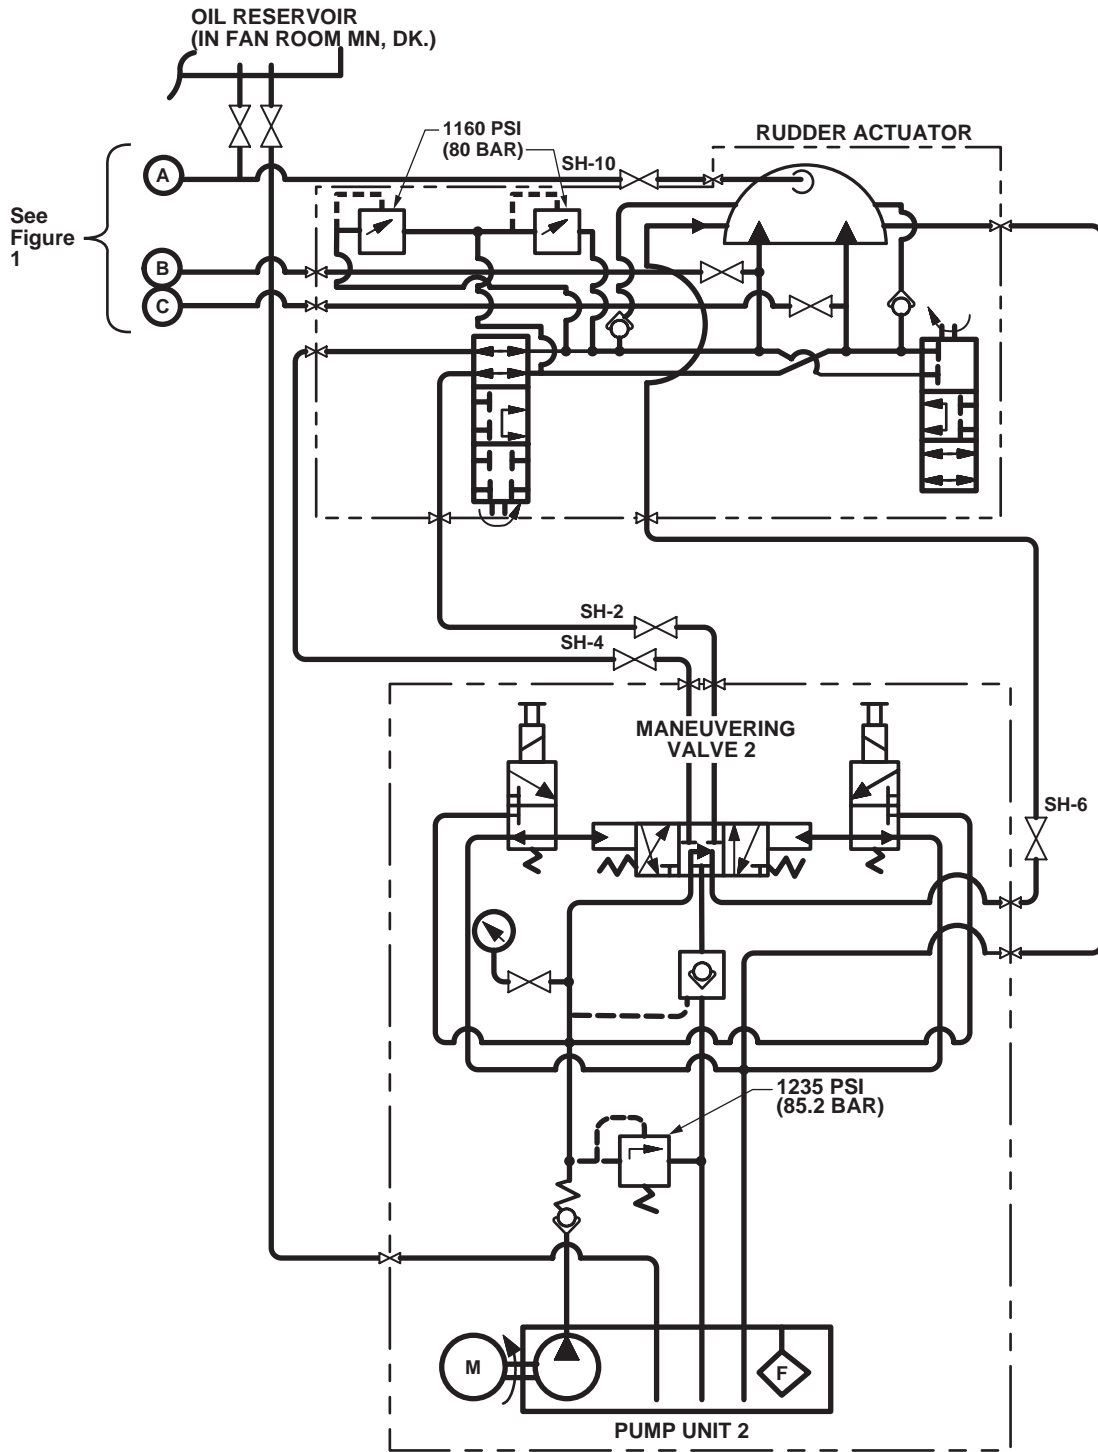 OIL RESERVOIR
(IN FAN ROOM MN, DK.)
1160 PSI
(80 BAR)
RUDDER ACTUATOR
SH-10
A
See
Figure
1
B
C
SH-2
SH-4
MANEUVERING
VALVE 2
SH-6
1235 PSI
(85.2 BAR)
M
F
PUMP UNIT 2